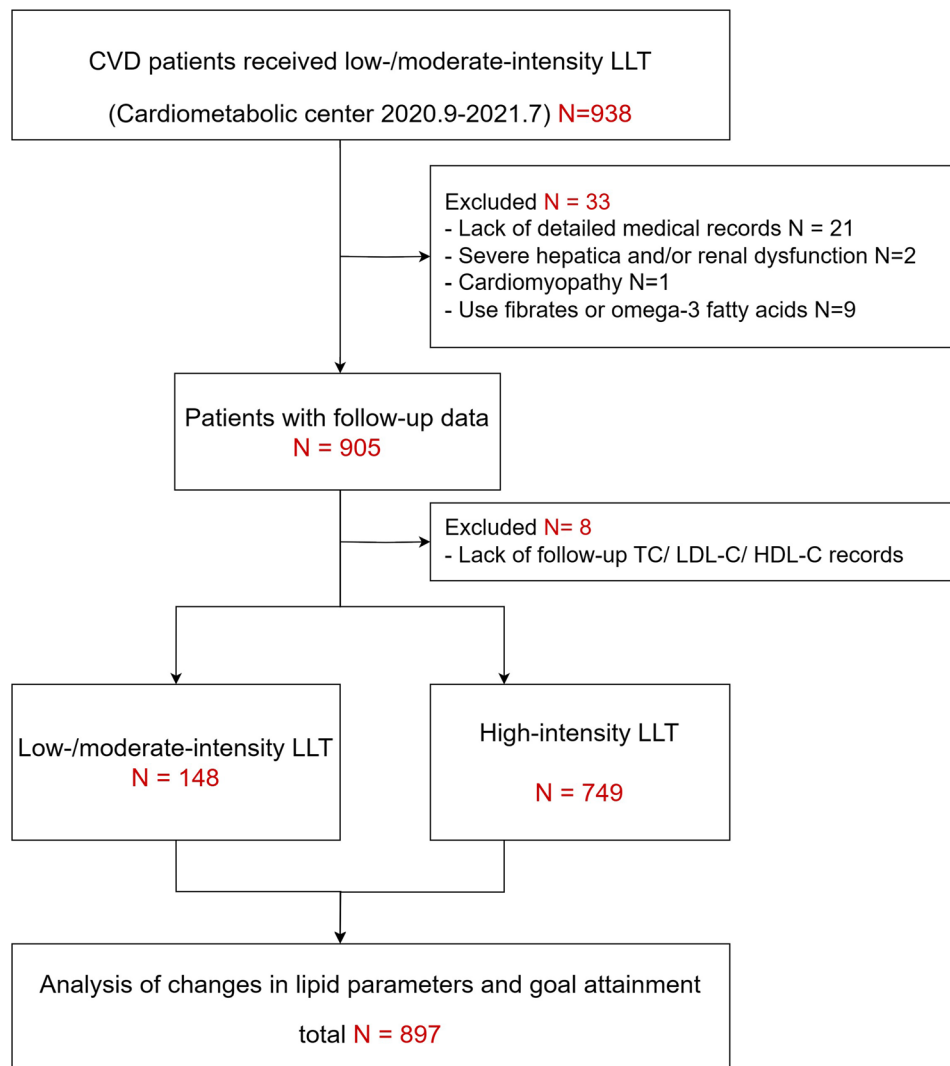 CVD patients received low-/moderate-intensity LLT
(Cardiometabolic center 2020.9-2021.7) N=938
Excluded N = 33
- Lack of detailed medical records N = 21
- Severe hepatica and/or renal dysfunction N=2
- Cardiomyopathy N=1
- Use fibrates or omega-3 fatty acids N=9
Patients with follow-up data
N = 905
Excluded N= 8
- Lack of follow-up TC/ LDL-C/ HDL-C records
Low-/moderate-intensity LLT
N = 148
High-intensity LLT
N = 749
Analysis of changes in lipid parameters and goal attainment
total N = 897